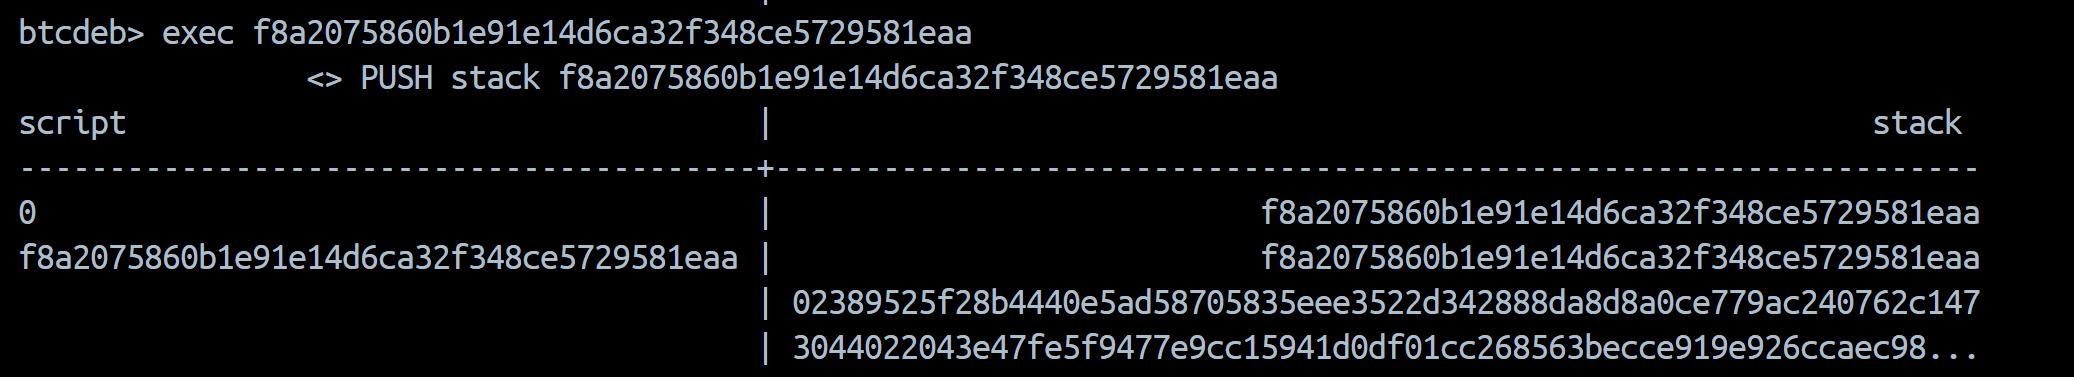 btcdeb> exec f8a2075860b1e91e14d6ca32f348ce5729581eaa
                <> PUSH stack f8a2075860b1e91e14d6ca32f348ce5729581eaa
script                                   |                                                             stack
-----------------------------------------+-------------------------------------------------------------------
0                                        |                           f8a2075860b1e91e14d6ca32f348ce5729581eaa
f8a2075860b1e91e14d6ca32f348ce5729581eaa |                           f8a2075860b1e91e14d6ca32f348ce5729581eaa
                                         | 02389525f28b4440e5ad58705835eee3522d342888da8d8a0ce779ac240762c147
                                         | 3044022043e47fe5f9477e9cc15941d0df01cc268563becce919e926ccaec98...